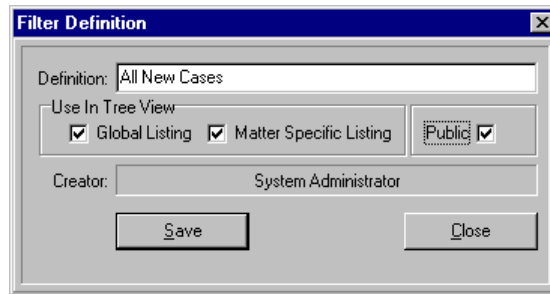 Filter Definition
Definition: All New Cases
Use In Tree View
Global Listing Matter Specific Listing Public
Creator: System Administrator
Save Close